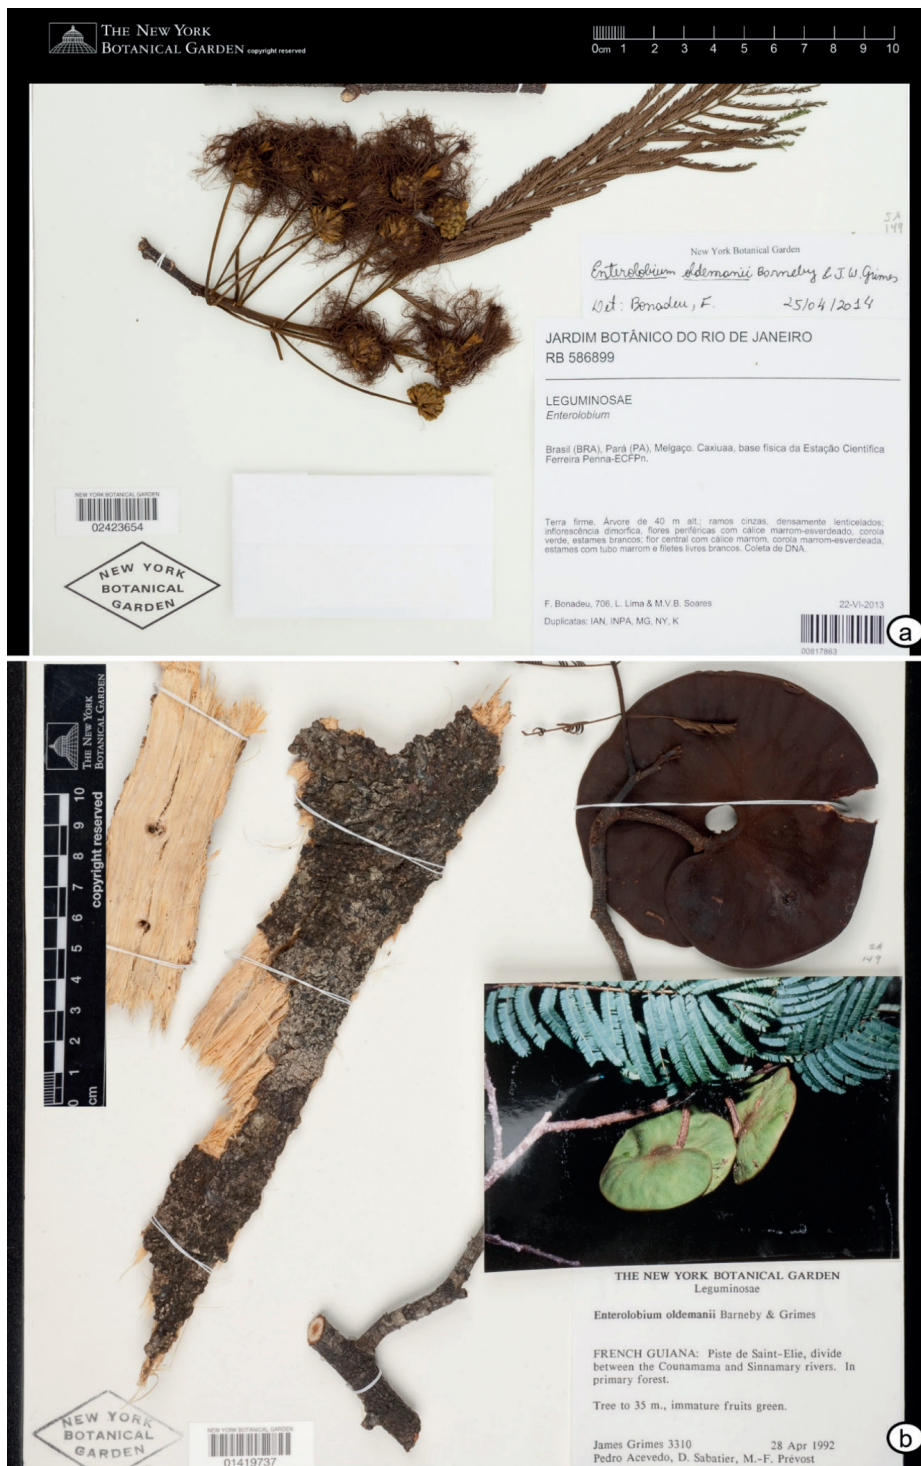 THE NEW YORK
BOTANICAL GARDEN copyright reserved
0cm 1 2 3 4 5 6 7 8 9 10
SA
149
New York Botanical Garden
Enterolobium oldemanii Barneby & J.W. Grimes
Det: Bonadeu, F. 25/04/2014
JARDIM BOTÂNICO DO RIO DE JANEIRO
RB 586899
LEGUMINOSAE
Enterolobium
Brasil (BRA), Pará (PA), Melgaço. Caxiuaa, base física da Estação Científica
Ferreira Penna-ECFPn.
Terra firme. Árvore de 40 m alt.; ramos cinzas, densamente lenticelados;
inflorescência dimorfica, flores periféricas com cálice marrom-esverdeado, corola
verde, estames brancos; flor central com cálice marrom, corola marrom-esverdeada,
estames com tubo marrom e filetes livres brancos. Coleta de DNA.
F. Bonadeu, 706, L. Lima & M.V.B. Soares 22-VI-2013
Duplicatas: IAN, INPA, MG, NY, K
00817863
NEW YORK BOTANICAL GARDEN
02423654
NEW YORK
BOTANICAL
GARDEN
a
THE NEW YORK
BOTANICAL GARDEN
copyright reserved
10 9 8 7 6 5 4 3 2 1 0
cm
SA
149
THE NEW YORK BOTANICAL GARDEN
Leguminosae
Enterolobium oldemanii Barneby & Grimes
FRENCH GUIANA: Piste de Saint-Elie, divide
between the Counamama and Sinnamary rivers. In
primary forest.
Tree to 35 m., immature fruits green.
James Grimes 3310 28 Apr 1992
Pedro Acevedo, D. Sabatier, M.-F. Prévost
NEW YORK
BOTANICAL
GARDEN
NEW YORK BOTANICAL GARDEN
01419737
b